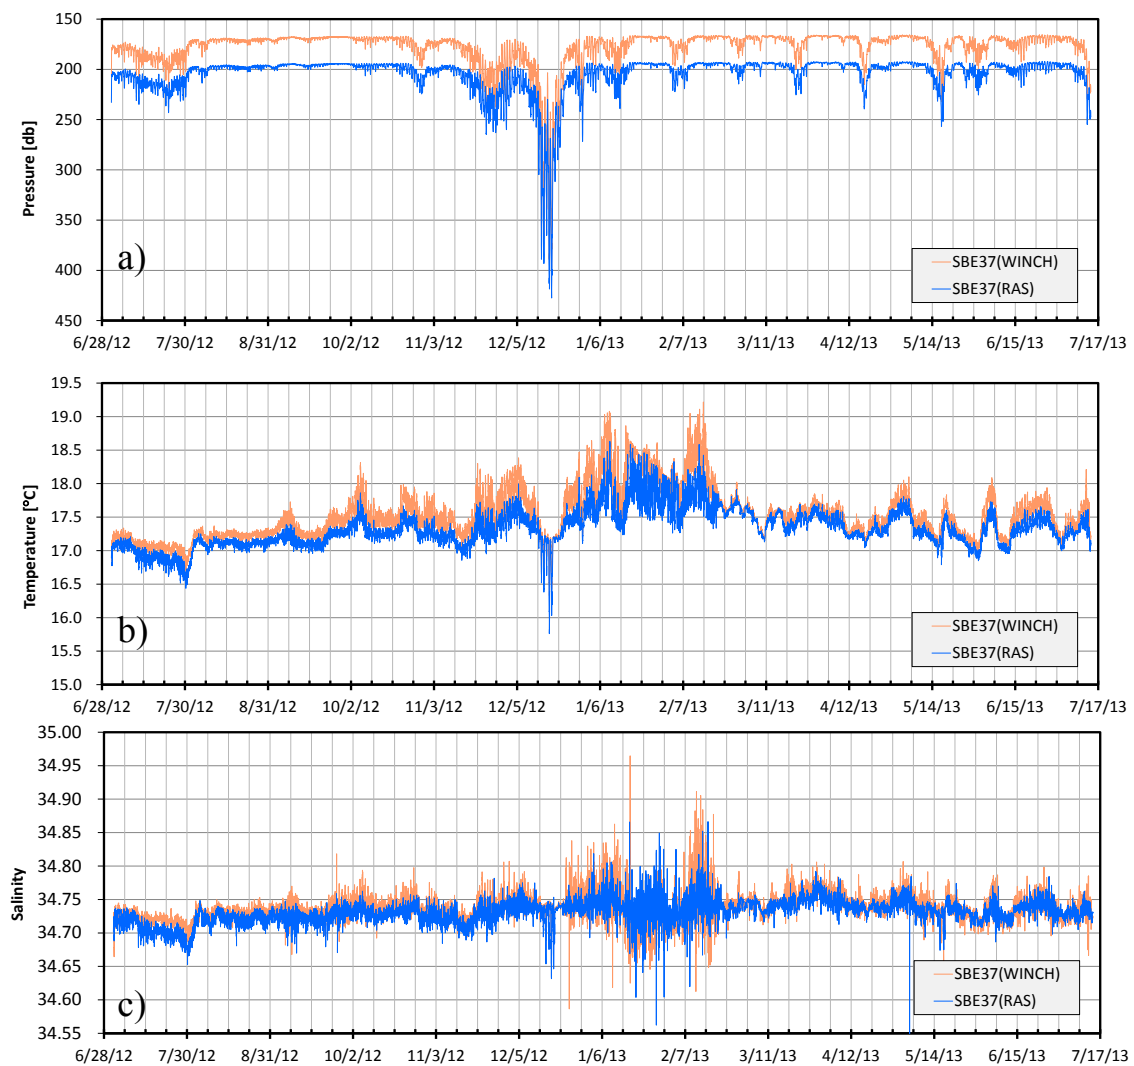 150
200
250
300
350
400
450
Pressure [db]
a)
SBE37(WINCH)
SBE37(RAS)
6/28/12 7/30/12 8/31/12 10/2/12 11/3/12 12/5/12 1/6/13 2/7/13 3/11/13 4/12/13 5/14/13 6/15/13 7/17/13
19.5
19.0
18.5
18.0
17.5
17.0
16.5
16.0
15.5
15.0
Temperature [°C]
b)
SBE37(WINCH)
SBE37(RAS)
6/28/12 7/30/12 8/31/12 10/2/12 11/3/12 12/5/12 1/6/13 2/7/13 3/11/13 4/12/13 5/14/13 6/15/13 7/17/13
35.00
34.95
34.90
34.85
34.80
34.75
34.70
34.65
34.60
34.55
Salinity
c)
SBE37(WINCH)
SBE37(RAS)
6/28/12 7/30/12 8/31/12 10/2/12 11/3/12 12/5/12 1/6/13 2/7/13 3/11/13 4/12/13 5/14/13 6/15/13 7/17/13